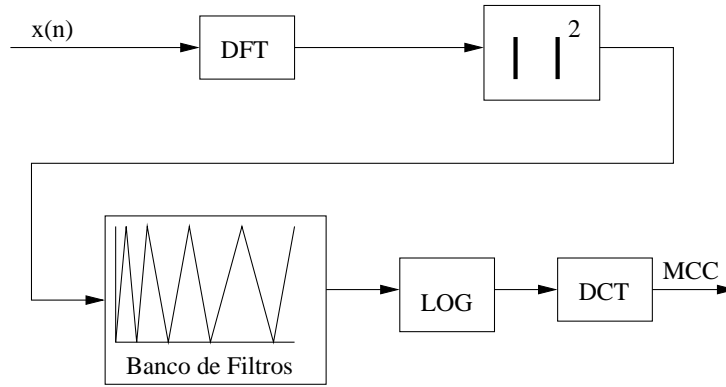 x(n)
DFT
| |²
Banco de Filtros
LOG
DCT
MCC